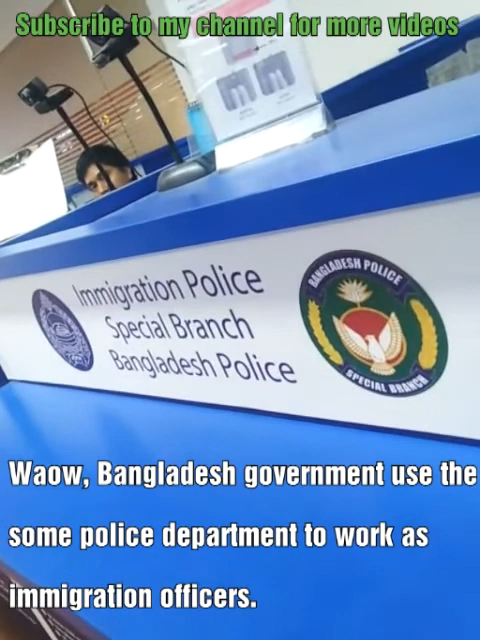 Subscribe to my channel for more videos
Immigration Police
Special Branch
Bangladesh Police
BANGLADESH POLICE
SPECIAL BRANCH
Waow, Bangladesh government use the
some police department to work as
immigration officers.